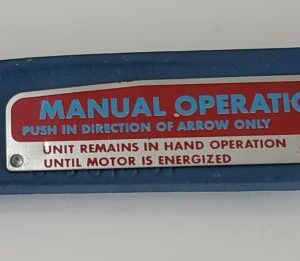 MANUAL OPERATIO
PUSH IN DIRECTION OF ARROW ONLY
UNIT REMAINS IN HAND OPERATION
UNTIL MOTOR IS ENERGIZED